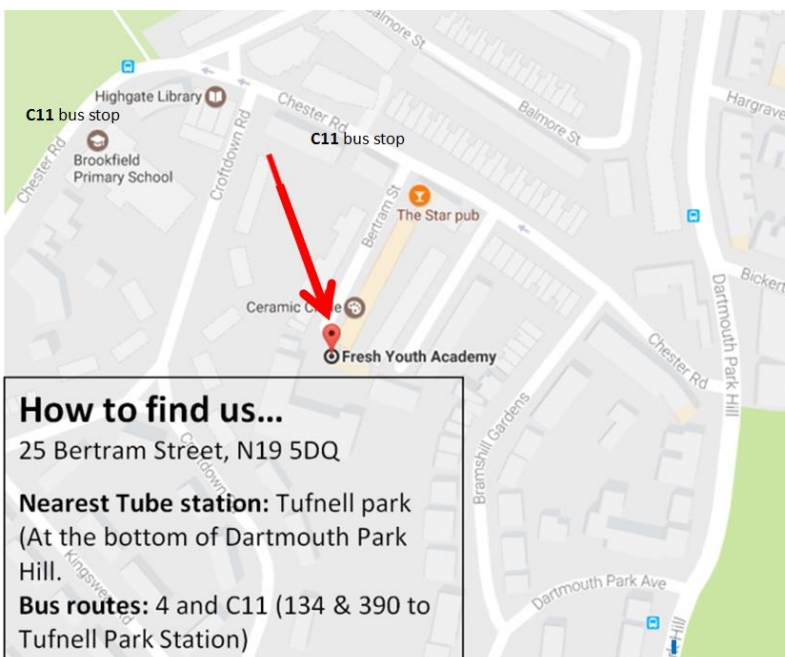 Balmore St
Highgate Library
Chester Rd
Balmore St
Hargrave
C11 bus stop
C11 bus stop
Chester Rd
Brookfield
Primary School
Croftdown Rd
Bertram St
The Star pub
Dartmouth Park Hill
Ceramic
Fresh Youth Academy
Chester Rd
Bramshill Gardens
How to find us...
25 Bertram Street, N19 5DQ
Nearest Tube station: Tufnell park
(At the bottom of Dartmouth Park
Hill.
Bus routes: 4 and C11 (134 & 390 to
Tufnell Park Station)
Dartmouth Park Ave
Hill